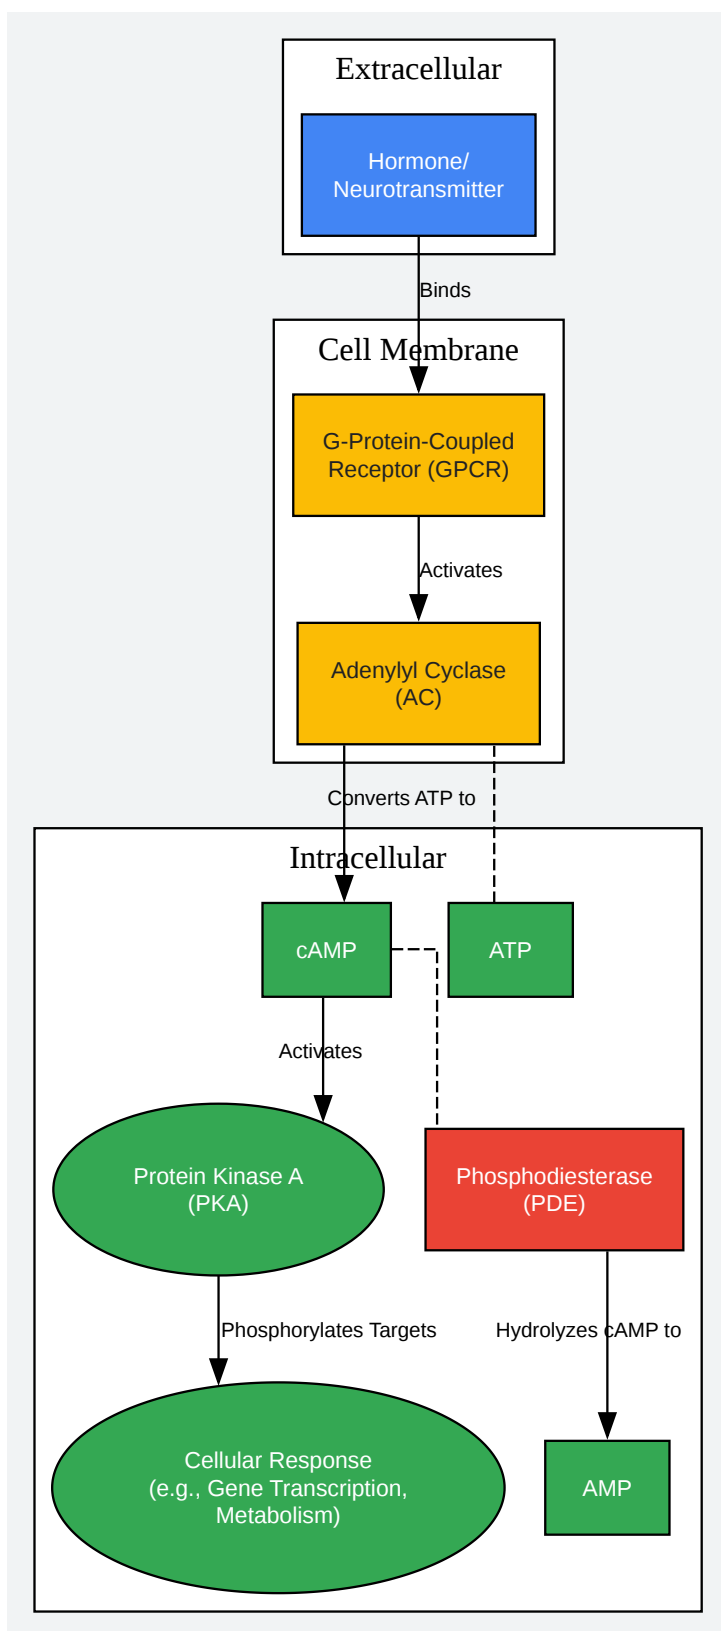 Extracellular
Hormone/
Neurotransmitter
Binds
Cell Membrane
G-Protein-Coupled
Receptor (GPCR)
Activates
Adenylyl Cyclase
(AC)
Converts ATP to
Intracellular
cAMP
ATP
Activates
Protein Kinase A
(PKA)
Phosphodiesterase
(PDE)
Phosphorylates Targets
Hydrolyzes cAMP to
Cellular Response
(e.g., Gene Transcription,
Metabolism)
AMP